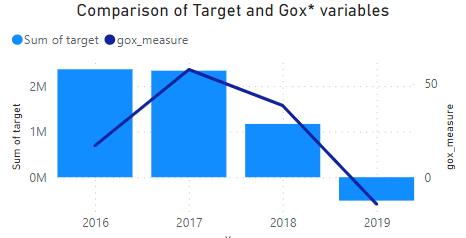 Comparison of Target and Gox* variables
Sum of target gox_measure
Sum of target
2M
1M
0M
50
0
gox_measure
2016 2017 2018 2019